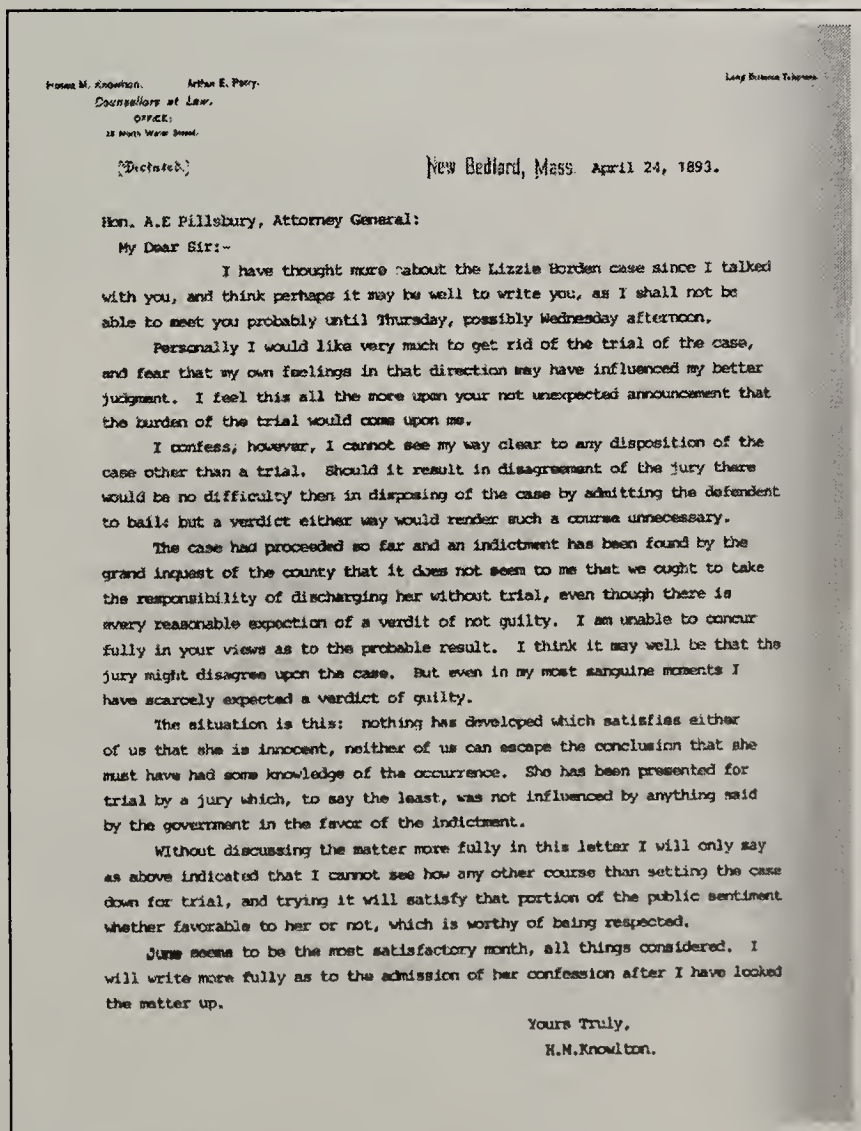 Hosea M. Knowlton. Arthur E. Perry.
Long Distance Telephone
Counsellors at Law.
OFFICE:
38 North Water Street.
[Dictated.]
New Bedford, Mass. April 24, 1893.
Hon. A.E Pillsbury, Attorney General:
My Dear Sir:-
I have thought more about the Lizzie Borden case since I talked
with you, and think perhaps it may be well to write you, as I shall not be
able to meet you probably until Thursday, possibly Wednesday afternoon.
Personally I would like very much to get rid of the trial of the case,
and fear that my own feelings in that direction may have influenced my better
judgment. I feel this all the more upon your not unexpected announcement that
the burden of the trial would come upon me.
I confess, however, I cannot see my way clear to any disposition of the
case other than a trial. Should it result in disagreement of the jury there
would be no difficulty then in disposing of the case by admitting the defendent
to bail: but a verdict either way would render such a course unnecessary.
The case had proceeded so far and an indictment has been found by the
grand inquest of the county that it does not seem to me that we ought to take
the responsibility of discharging her without trial, even though there is
every reasonable expection of a verdit of not guilty. I am unable to concur
fully in your views as to the probable result. I think it may well be that the
jury might disagree upon the case. But even in my most sanguine moments I
have scarcely expected a verdict of guilty.
The situation is this: nothing has developed which satisfies either
of us that she is innocent, neither of us can escape the conclusion that she
must have had some knowledge of the occurrence. She has been presented for
trial by a jury which, to say the least, was not influenced by anything said
by the government in the favor of the indictment.
WIthout discussing the matter more fully in this letter I will only say
as above indicated that I cannot see how any other course than setting the case
down for trial, and trying it will satisfy that portion of the public sentiment
whether favorable to her or not, which is worthy of being respected.
June seems to be the most satisfactory month, all things considered. I
will write more fully as to the admission of her confession after I have looked
the matter up.
Yours Truly,
H.M.Knowlton.